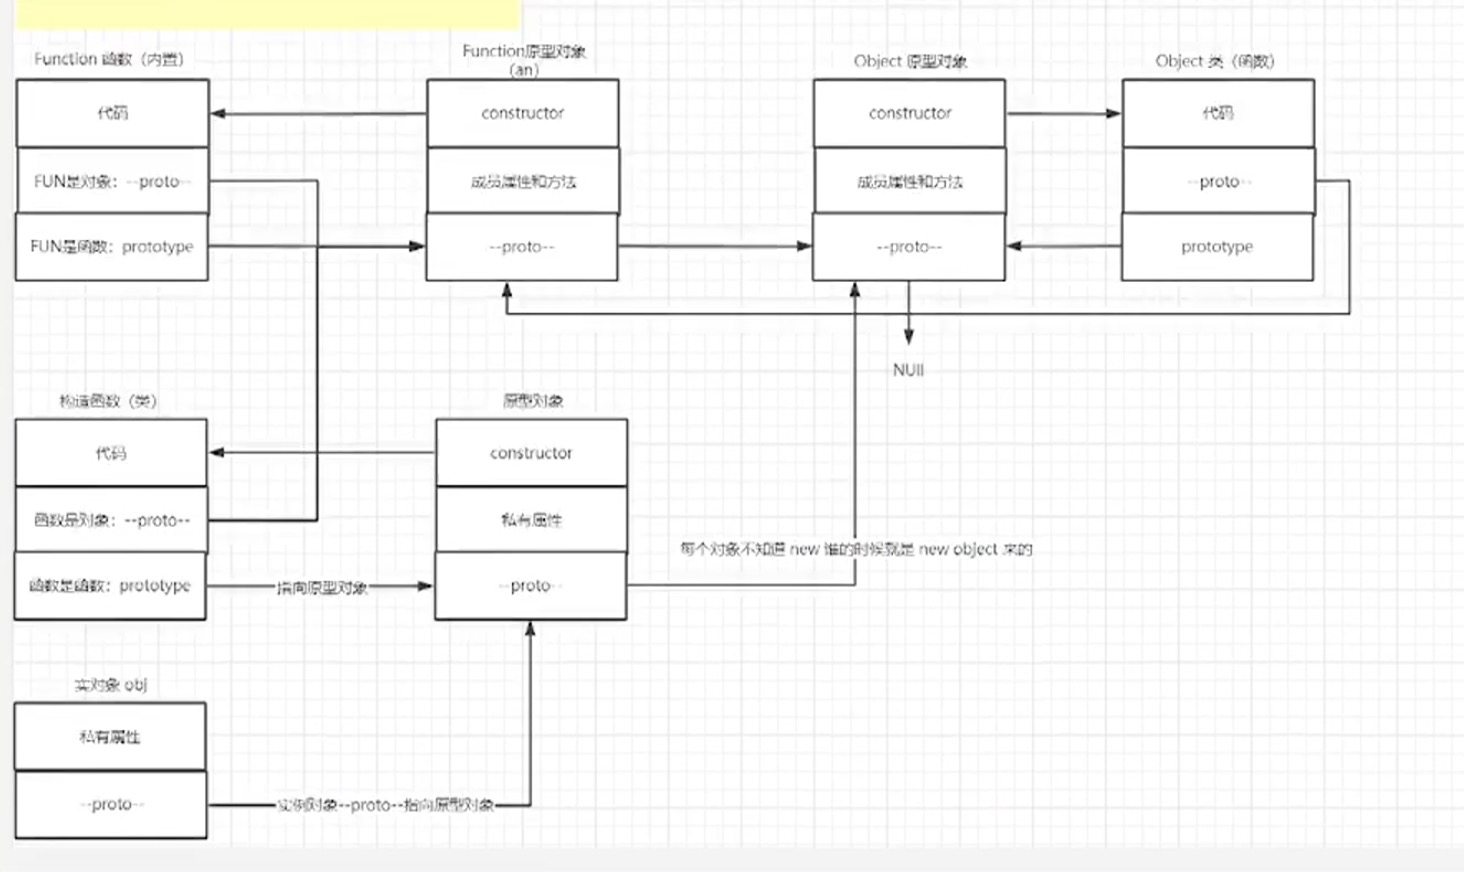 Function 函数（内置）
代码
FUN是对象：--proto--
FUN是函数：prototype
Function原型对象
（an）
constructor
成员属性和方法
--proto--
Object 原型对象
constructor
成员属性和方法
--proto--
NUll
Object 类（函数）
代码
--proto--
prototype
构造函数（类）
代码
函数是对象：--proto--
函数是函数：prototype
指向原型对象
原型对象
constructor
私有属性
--proto--
每个对象不知道 new 谁的时候就是 new object 来的
实对象 obj
私有属性
--proto--
实例对象--proto--指向原型对象